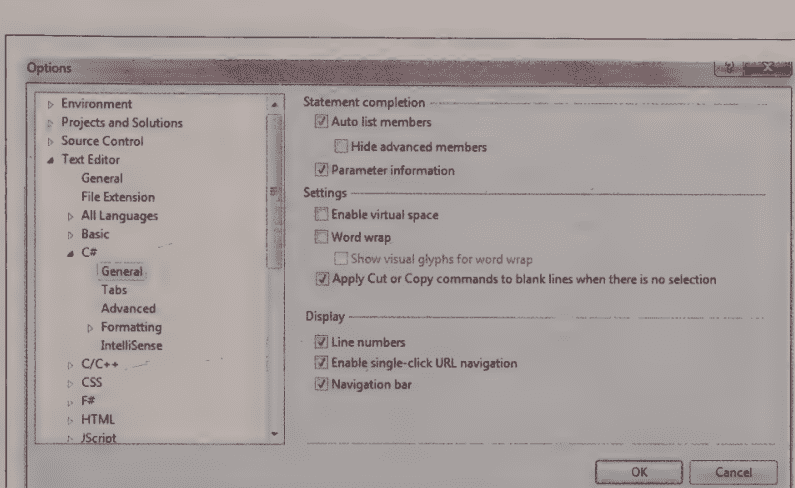 Options
Environment
Projects and Solutions
Source Control
Text Editor
General
File Extension
All Languages
Basic
C#
General
Tabs
Advanced
Formatting
IntelliSense
C/C++
CSS
F#
HTML
JScript
Statement completion
Auto list members
Hide advanced members
Parameter information
Settings
Enable virtual space
Word wrap
Show visual glyphs for word wrap
Apply Cut or Copy commands to blank lines when there is no selection
Display
Line numbers
Enable single-click URL navigation
Navigation bar
OK
Cancel